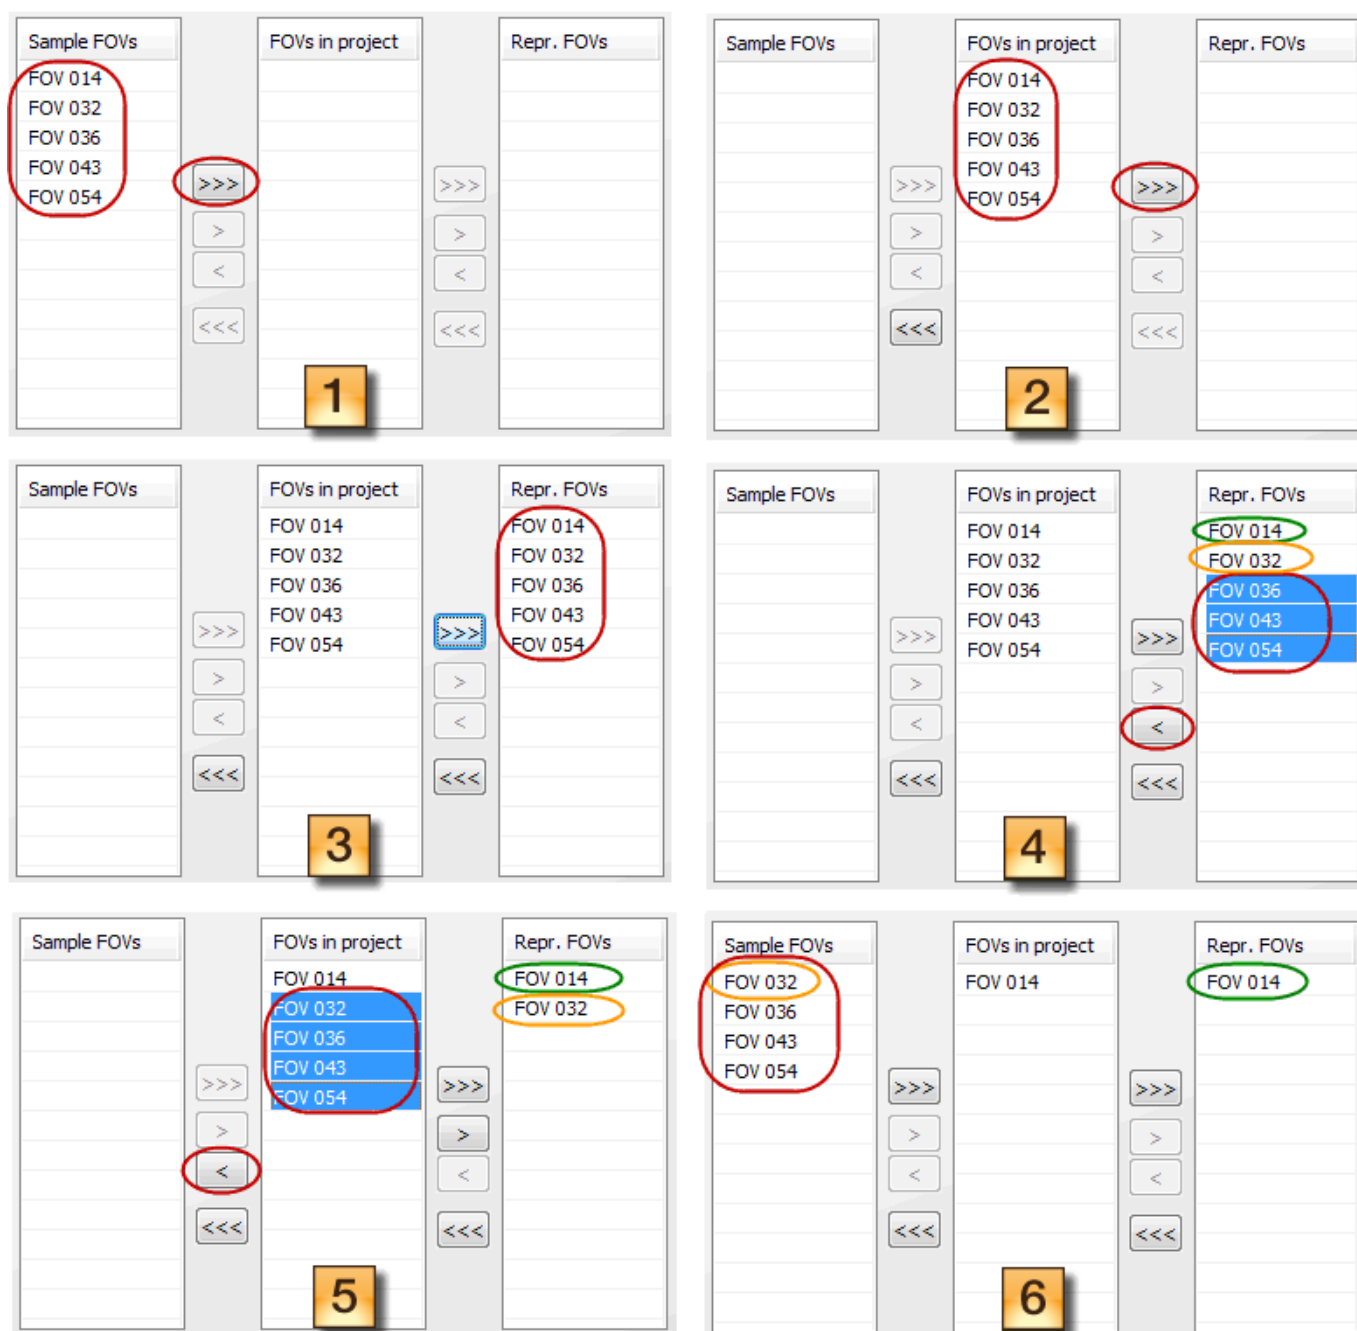 Sample FOVs
FOVs in project
Repr. FOVs
FOV 014
FOV 032
FOV 036
FOV 043
FOV 054
>>>
>
<
<<<
>>>
>
<
<<<
1
Sample FOVs
FOVs in project
Repr. FOVs
FOV 014
FOV 032
FOV 036
FOV 043
FOV 054
>>>
>
<
<<<
>>>
>
<
<<<
2
Sample FOVs
FOVs in project
Repr. FOVs
FOV 014
FOV 032
FOV 036
FOV 043
FOV 054
FOV 014
FOV 032
FOV 036
FOV 043
FOV 054
>>>
>
<
<<<
>>>
>
<
<<<
3
Sample FOVs
FOVs in project
Repr. FOVs
FOV 014
FOV 032
FOV 036
FOV 043
FOV 054
FOV 014
FOV 032
FOV 036
FOV 043
FOV 054
>>>
>
<
<<<
>>>
>
<
<<<
4
Sample FOVs
FOVs in project
Repr. FOVs
FOV 014
FOV 032
FOV 036
FOV 043
FOV 054
FOV 014
FOV 032
>>>
>
<
<<<
>>>
>
<
<<<
5
Sample FOVs
FOVs in project
Repr. FOVs
FOV 032
FOV 036
FOV 043
FOV 054
FOV 014
FOV 014
>>>
>
<
<<<
>>>
>
<
<<<
6